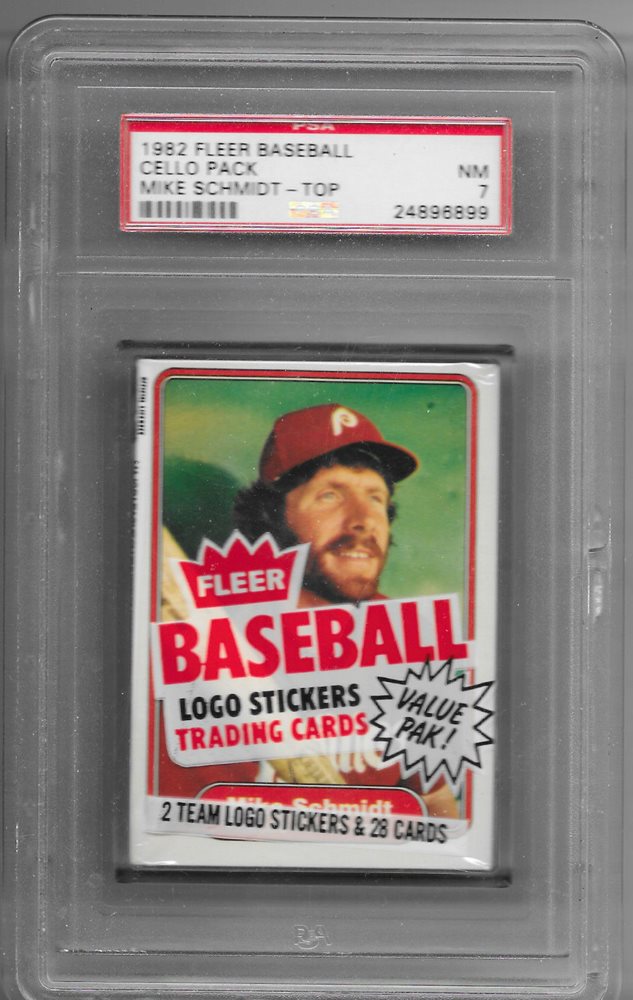 PSA
1982 FLEER BASEBALL
CELLO PACK
NM
MIKE SCHMIDT - TOP
7
24896899
FLEER
BASEBALL
LOGO STICKERS
TRADING CARDS
VALUE
PAK!
Mike Schmidt
2 TEAM LOGO STICKERS & 28 CARDS
PSA